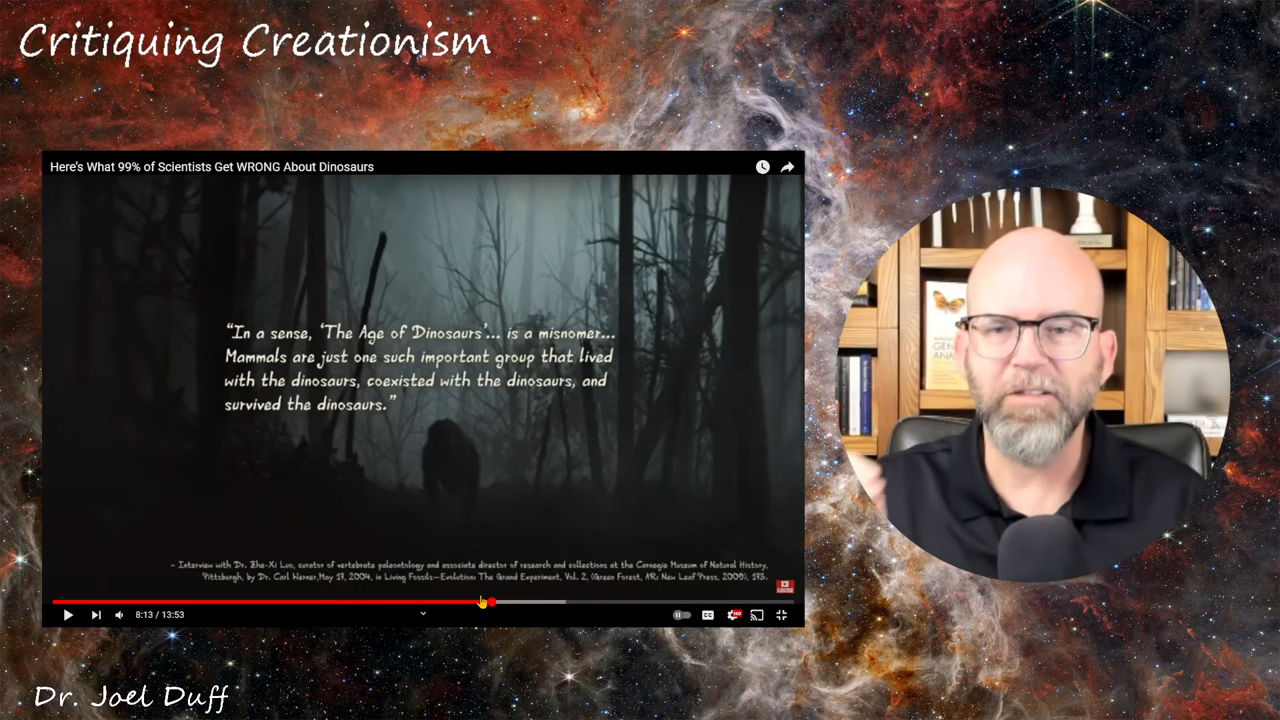 Critiquing Creationism
Here's What 99% of Scientists Get WRONG About Dinosaurs
"In a sense, 'The Age of Dinosaurs'... is a misnomer...
Mammals are just one such important group that lived
with the dinosaurs, coexisted with the dinosaurs, and
survived the dinosaurs."
- Interview with Dr. Zhe-Xi Luo, curator of vertebrate paleontology and associate director of research and collections at the Carnegie Museum of Natural History,
Pittsburgh, by Dr. Carl Werner,May 17, 2004, in Living Fossils—Evolution: The Grand Experiment, Vol. 2, (Green Forest, AR: New Leaf Press, 2009), 173.
8:13 / 13:53
CC
HD
Dr. Joel Duff